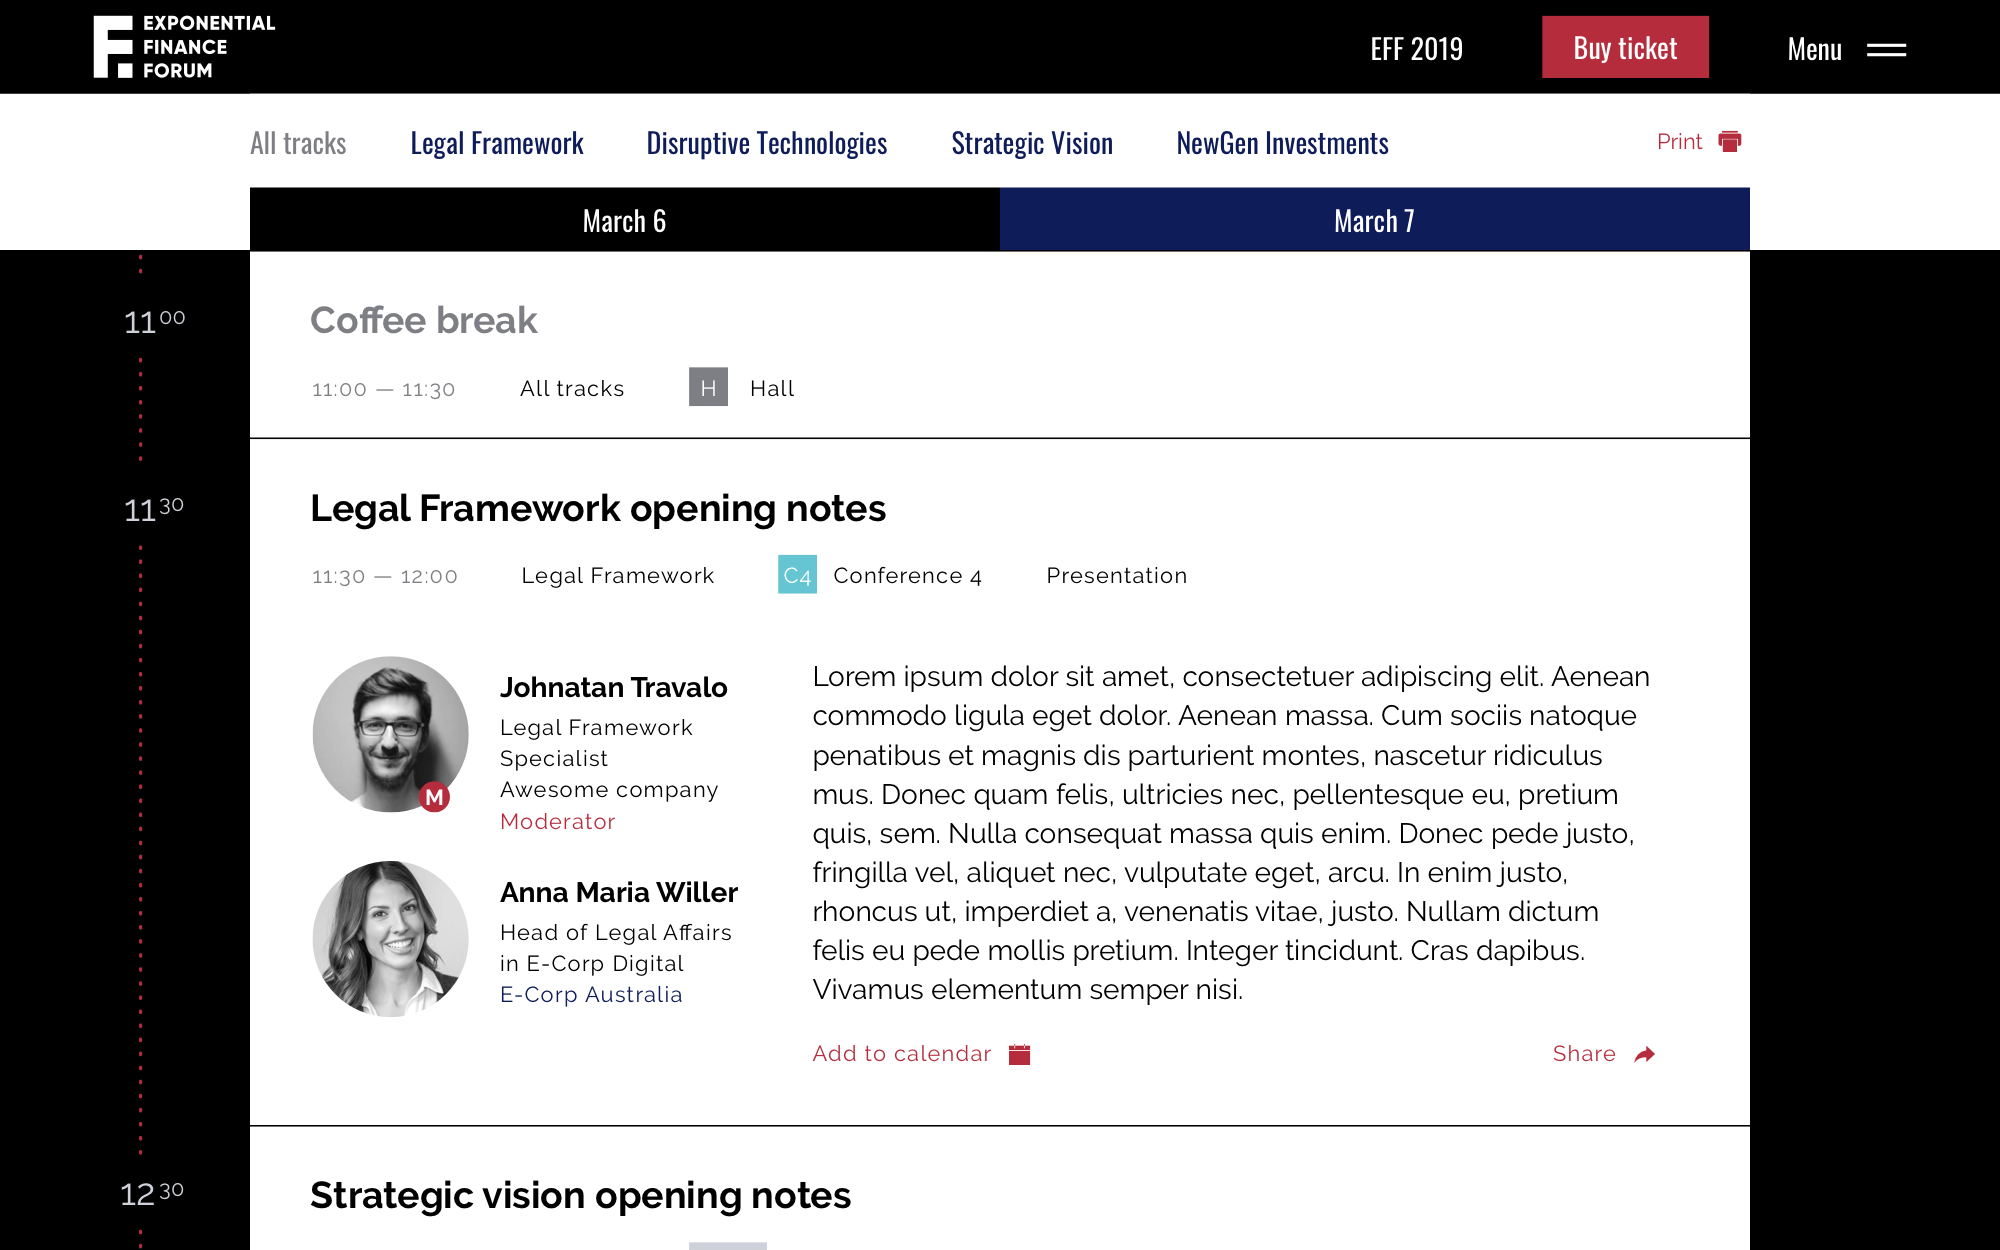 EXPONENTIAL
FINANCE
FORUM
EFF 2019
Buy ticket
Menu
All tracks
Legal Framework
Disruptive Technologies
Strategic Vision
NewGen Investments
Print
March 6
March 7
11 00
Coffee break
11:00 — 11:30
All tracks
H
Hall
11 30
Legal Framework opening notes
11:30 — 12:00
Legal Framework
C4
Conference 4
Presentation
M
Johnatan Travalo
Legal Framework
Specialist
Awesome company
Moderator
Anna Maria Willer
Head of Legal Affairs
in E-Corp Digital
E-Corp Australia
Lorem ipsum dolor sit amet, consectetuer adipiscing elit. Aenean
commodo ligula eget dolor. Aenean massa. Cum sociis natoque
penatibus et magnis dis parturient montes, nascetur ridiculus
mus. Donec quam felis, ultricies nec, pellentesque eu, pretium
quis, sem. Nulla consequat massa quis enim. Donec pede justo,
fringilla vel, aliquet nec, vulputate eget, arcu. In enim justo,
rhoncus ut, imperdiet a, venenatis vitae, justo. Nullam dictum
felis eu pede mollis pretium. Integer tincidunt. Cras dapibus.
Vivamus elementum semper nisi.
Add to calendar
Share
12 30
Strategic vision opening notes